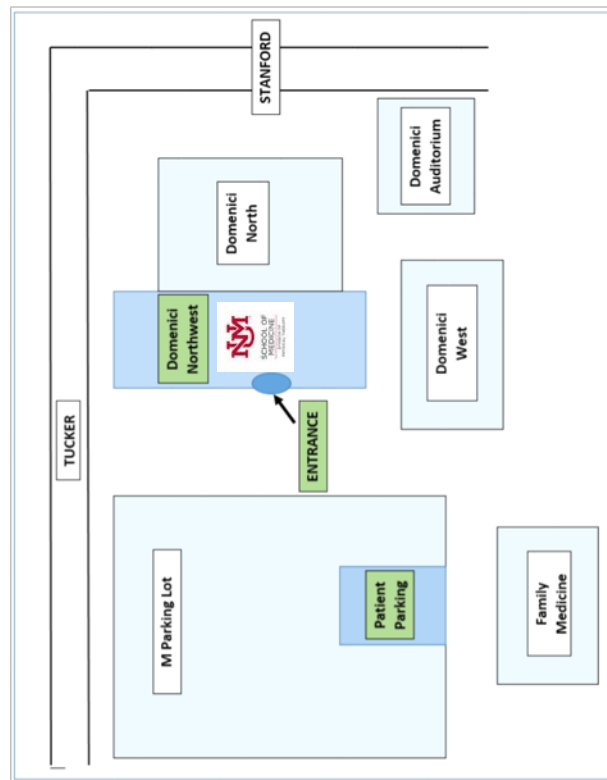 TUCKER
M Parking Lot
Domenici
Northwest
Domenici
North
STANFORD
UNM
SCHOOL OF
MEDICINE
ENTRANCE
Patient
Parking
Domenici
Auditorium
Domenici
West
Family
Medicine